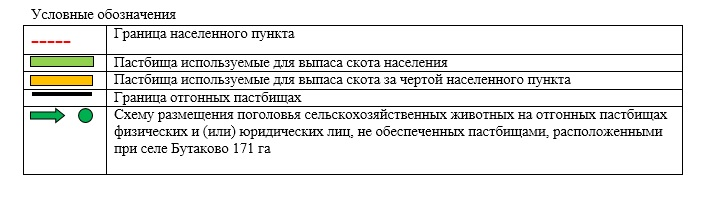 Условные обозначения
Граница населенного пункта
Пастбища используемые для выпаса скота населения
Пастбища используемые для выпаса скота за чертой населенного пункта
Граница отгонных пастбищах
Схему размещения поголовья сельскохозяйственных животных на отгонных пастбищах
физических и (или) юридических лиц, не обеспеченных пастбищами, расположенными
при селе Бутаково 171 га